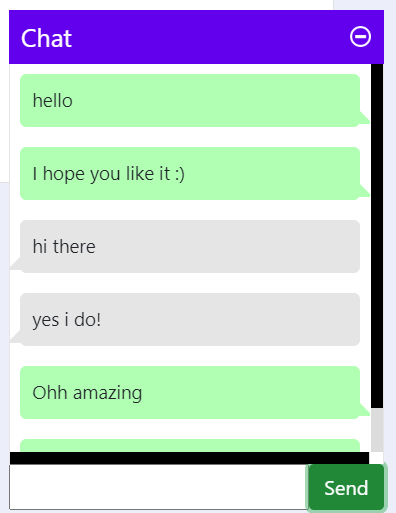 Chat
hello
I hope you like it :)
hi there
yes i do!
Ohh amazing
Send